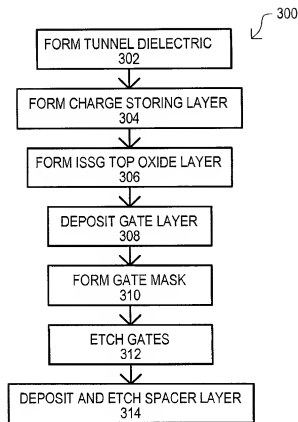 300
FORM TUNNEL DIELECTRIC
302
FORM CHARGE STORING LAYER
304
FORM ISSG TOP OXIDE LAYER
306
DEPOSIT GATE LAYER
308
FORM GATE MASK
310
ETCH GATES
312
DEPOSIT AND ETCH SPACER LAYER
314